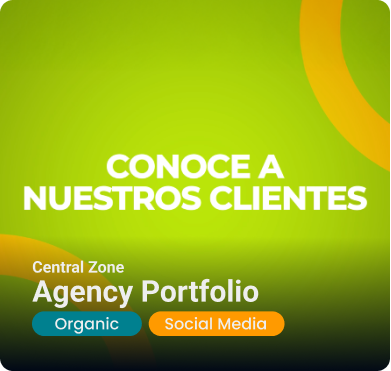 CONOCE A
NUESTROS CLIENTES
Central Zone
Agency Portfolio
Organic
Social Media